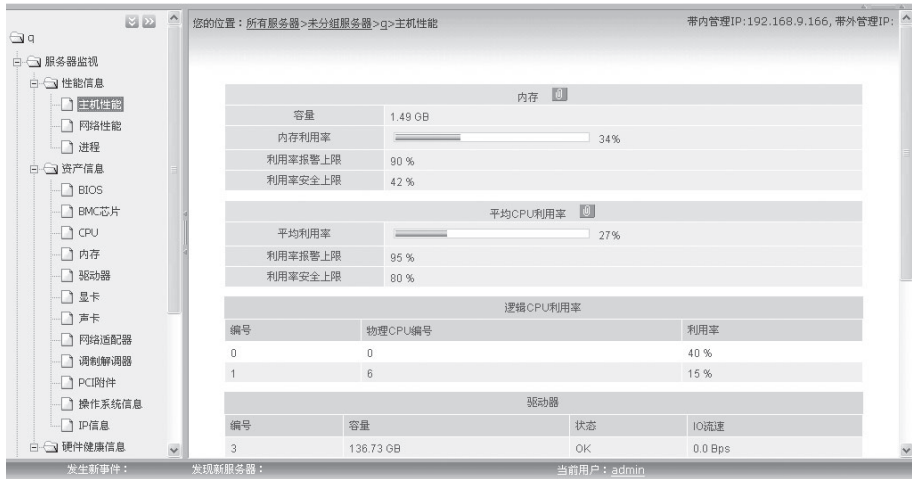 您的位置：所有服务器>未分组服务器>q>主机性能
带内管理IP:192.168.9.166, 带外管理IP:
q
服务器监视
性能信息
主机性能
网络性能
进程
资产信息
BIOS
BMC芯片
CPU
内存
驱动器
显卡
声卡
网络适配器
调制解调器
PCI附件
操作系统信息
IP信息
硬件健康信息
内存
容量 1.49 GB
内存利用率 34%
利用率报警上限 90 %
利用率安全上限 42 %
平均CPU利用率
平均利用率 27%
利用率报警上限 95 %
利用率安全上限 80 %
逻辑CPU利用率
编号 物理CPU编号 利用率
0 0 40 %
1 6 15 %
驱动器
编号 容量 状态 IO流速
3 136.73 GB OK 0.0 Bps
发生新事件： 发现新服务器： 当前用户：admin